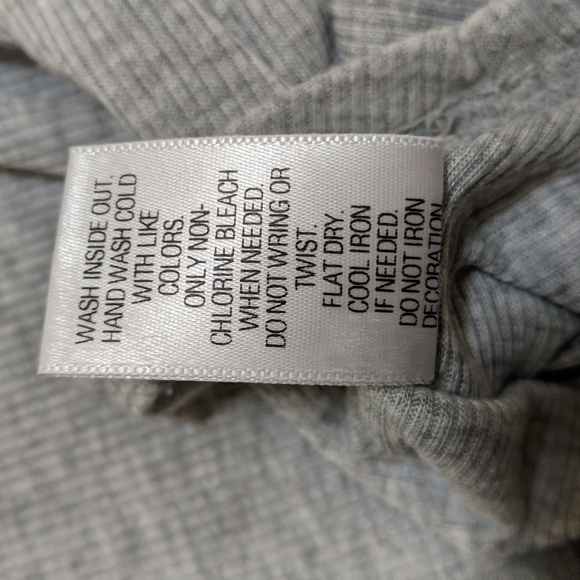 WASH INSIDE OUT.
HAND WASH COLD
WITH LIKE
COLORS.
ONLY NON-
CHLORINE BLEACH
WHEN NEEDED.
DO NOT WRING OR
TWIST.
FLAT DRY.
COOL IRON
IF NEEDED.
DO NOT IRON
DECORATION